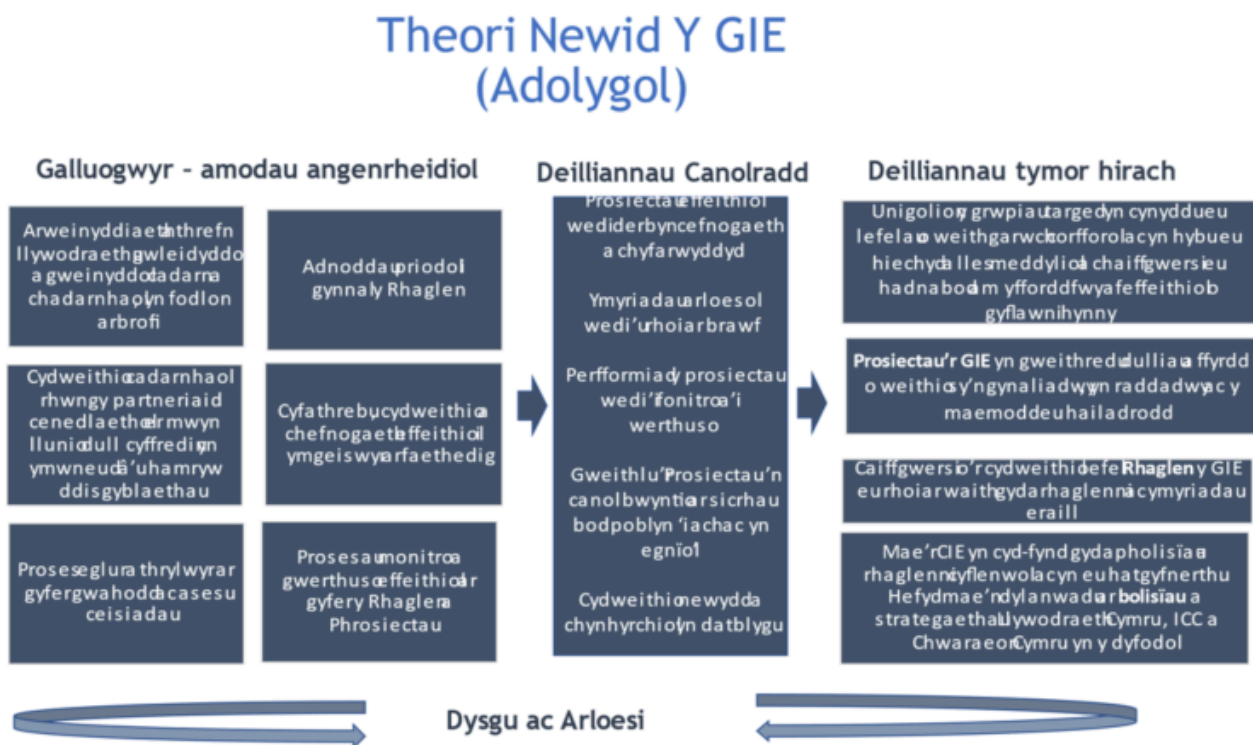 Theori Newid Y GIE
(Adolygol)
Galluogwyr - amodau angenrheidiol
Arweinyddiaeth a threfn
llywodraethu gwleidyddol
a gweinyddol cadarn a
chadarnhaol, yn fodlon
arbrofi
Adnoddau priodol i
gynnal y Rhaglen
Cydweithio cadarnhaol
rhwng y partneriaid
cenedlaethol er mwyn
llunio dull cyffredin yn
ymwneud â'u hamryw
ddisgyblaethau
Cyfathrebu, cydweithio a
chefnogaeth effeithiol i
ymgeiswyr arfaethedig
Proses eglur a thrylwyr ar
gyfer gwahodd ac asesu
ceisiadau
Prosesau monitro a
gwerthuso effeithiol ar
gyfer y Rhaglen a
Phrosiectau
Deilliannau Canolradd
Prosiectau effeithiol
wedi derbyn cefnogaeth
a chyfarwyddyd
Ymyriadau arloesol
wedi'u rhoi ar brawf
Perfformiad y prosiectau
wedi'i fonitro a'i
werthuso
Gweithlu'r Prosiectau'n
canolbwyntio ar sicrhau
bod pobl yn 'iach ac yn
egnïol'
Cydweithio newydd a
chynhyrchiol yn datblygu
Deilliannau tymor hirach
Unigolion y grwpiau targed yn cynyddu eu
lefelau o weithgarwch corfforol ac yn hybu eu
hiechyd a lles meddyliol a chaiff gwersi eu
hadnabod am y ffordd fwyaf effeithiol o
gyflawni hynny
Prosiectau'r GIE yn gweithredu dulliau a ffyrdd
o weithio sy'n gynaliadwy, yn raddadwy ac y
mae modd eu hailadrodd
Caiff gwersi o'r cydweithio lefel Rhaglen y GIE
eu rhoi ar waith gyda rhaglenni ac ymyriadau
eraill
Mae'r CIE yn cyd-fynd gyda pholisïau a
rhaglenni cyflenwol ac yn eu hatgyfnerthu
Hefyd mae'n dylanwadu ar bolisïau a
strategaethau Llywodraeth Cymru, ICC a
Chwaraeon Cymru yn y dyfodol
Dysgu ac Arloesi